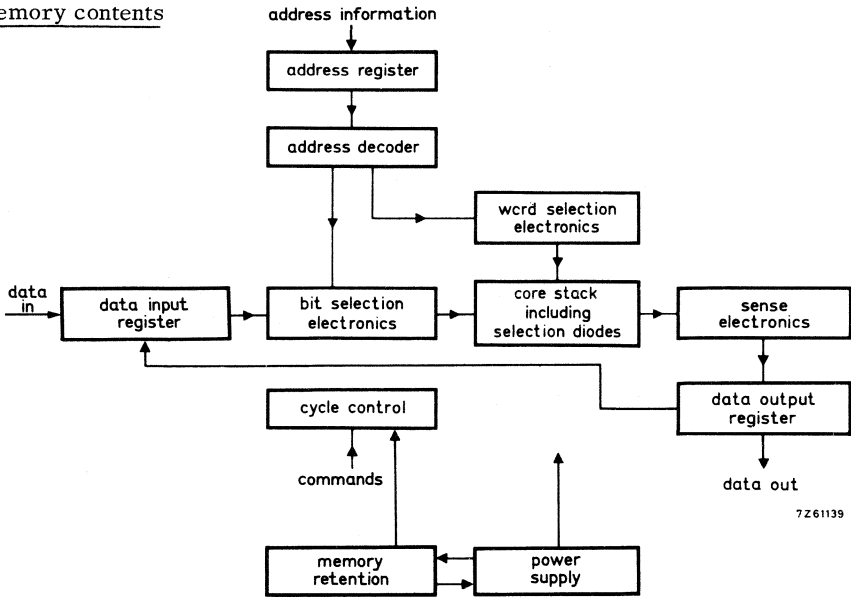 emory contents
address information
address register
address decoder
wcrd selection
electronics
data
in
data input
register
bit selection
electronics
core stack
including
selection diodes
sense
electronics
data output
register
cycle control
commands
data out
7Z61139
memory
retention
power
supply